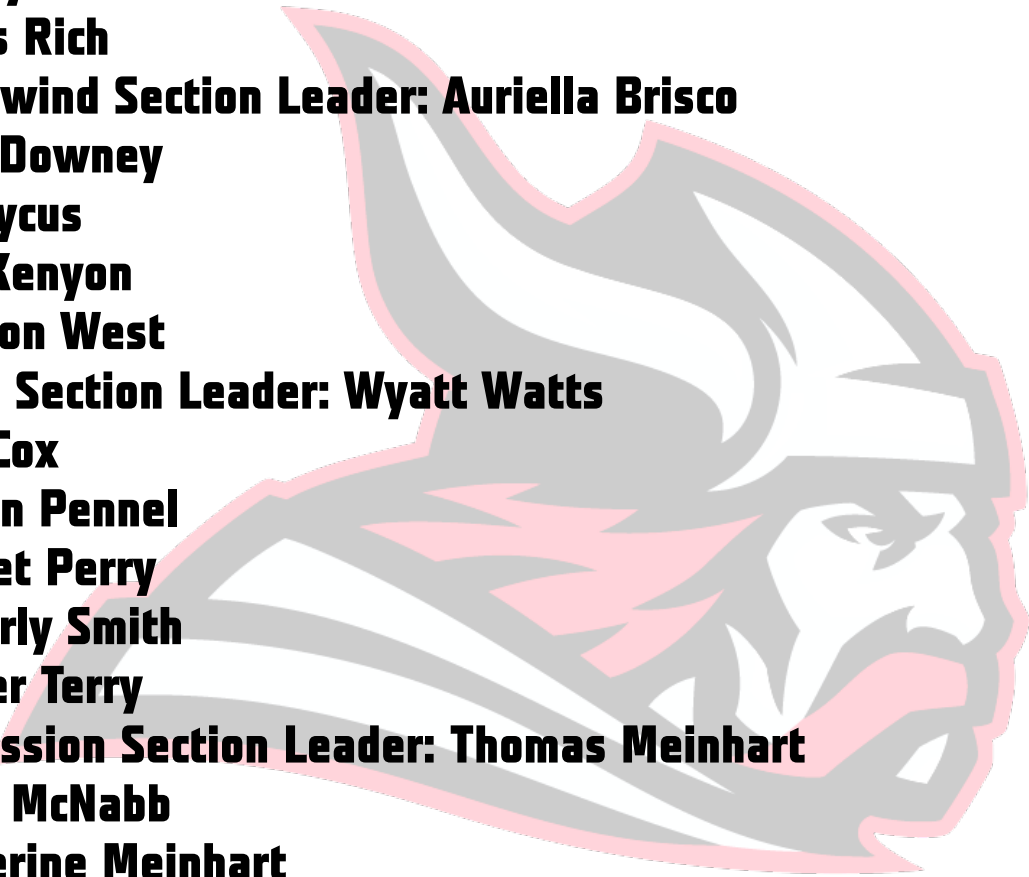 s Rich
wind Section Leader: Auriella Brisco
Downey
ycus
Kenyon
on West
Section Leader: Wyatt Watts
Cox
n Pennel
et Perry
rly Smith
er Terry
ssion Section Leader: Thomas Meinhart
McNabb
erine Meinhart